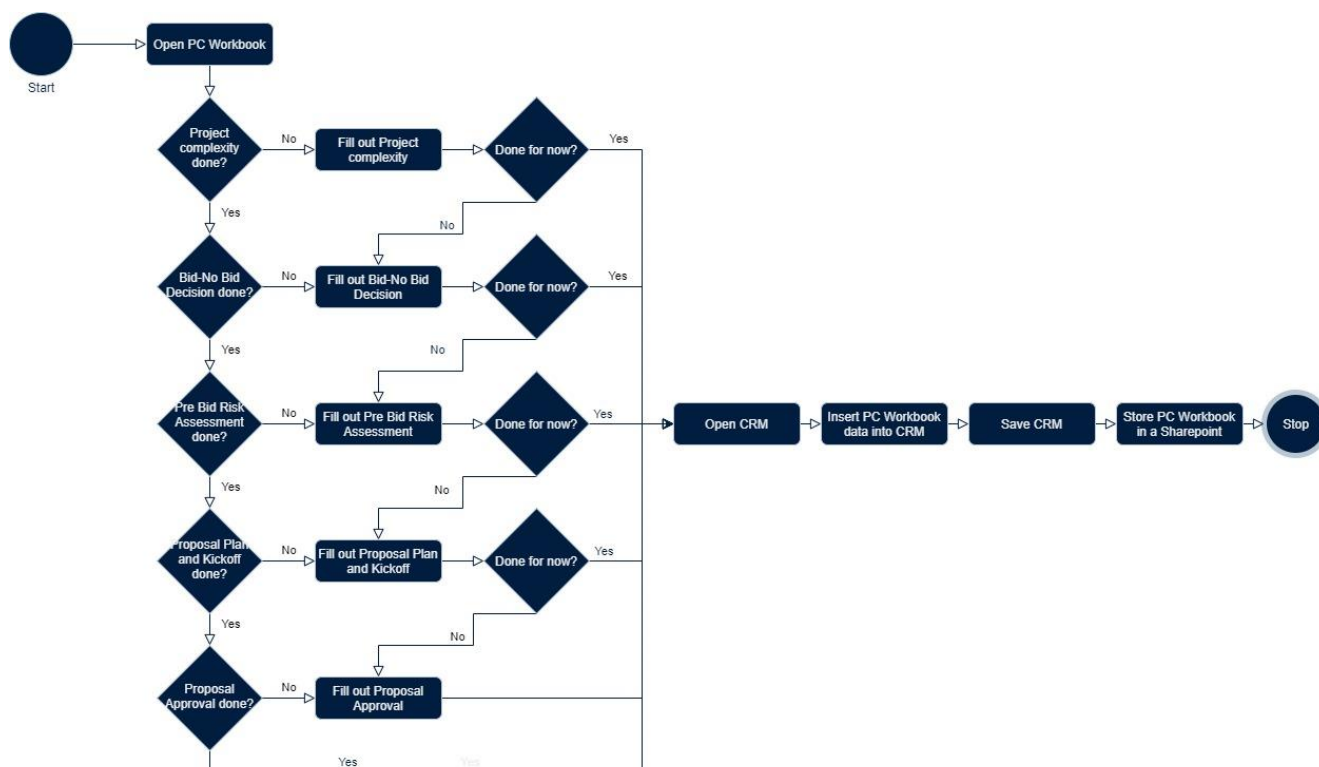 Open PC Workbook
Start
Project
complexity
done?
No
Fill out Project
complexity
Done for now?
Yes
Yes
No
Bid-No Bid
Decision done?
No
Fill out Bid-No Bid
Decision
Done for now?
Yes
Yes
No
Pre Bid Risk
Assessment
done?
No
Fill out Pre Bid Risk
Assessment
Done for now?
Yes
Open CRM
Insert PC Workbook
data into CRM
Save CRM
Store PC Workbook
in a Sharepoint
Stop
Yes
No
Proposal Plan
and Kickoff
done?
No
Fill out Proposal Plan
and Kickoff
Done for now?
Yes
Yes
No
Proposal
Approval done?
No
Fill out Proposal
Approval
Yes
Yes